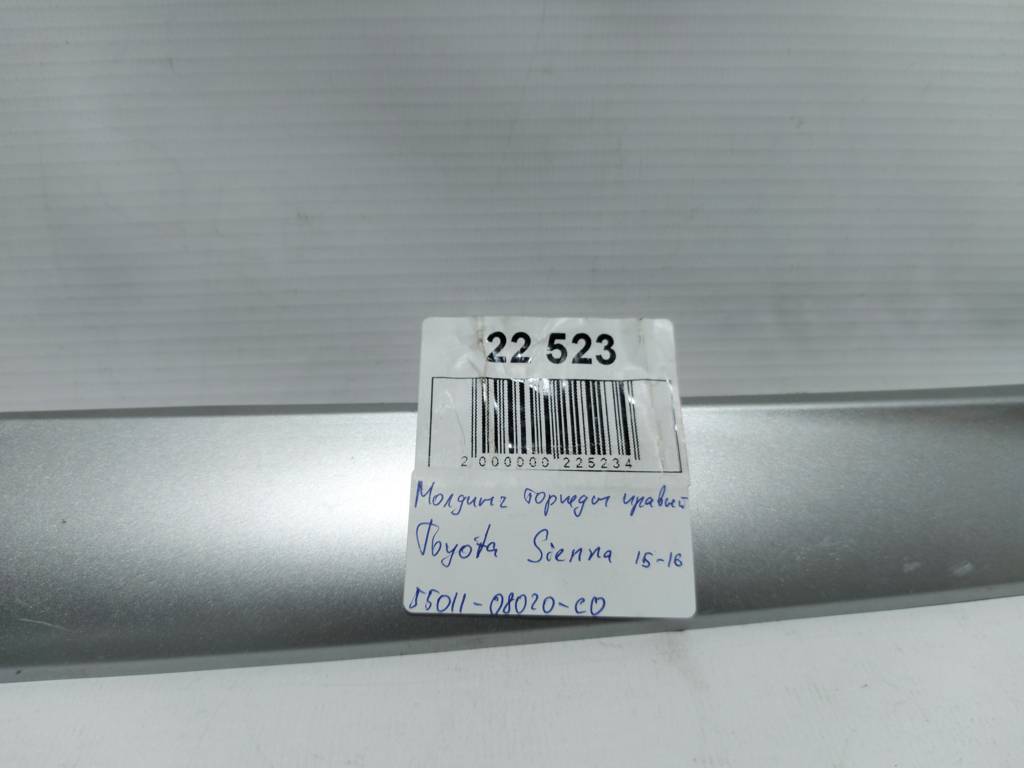 22 523
2 000000 225234
Молдинг торпеды правый
Toyota Sienna 15-16
55011-08020-C0